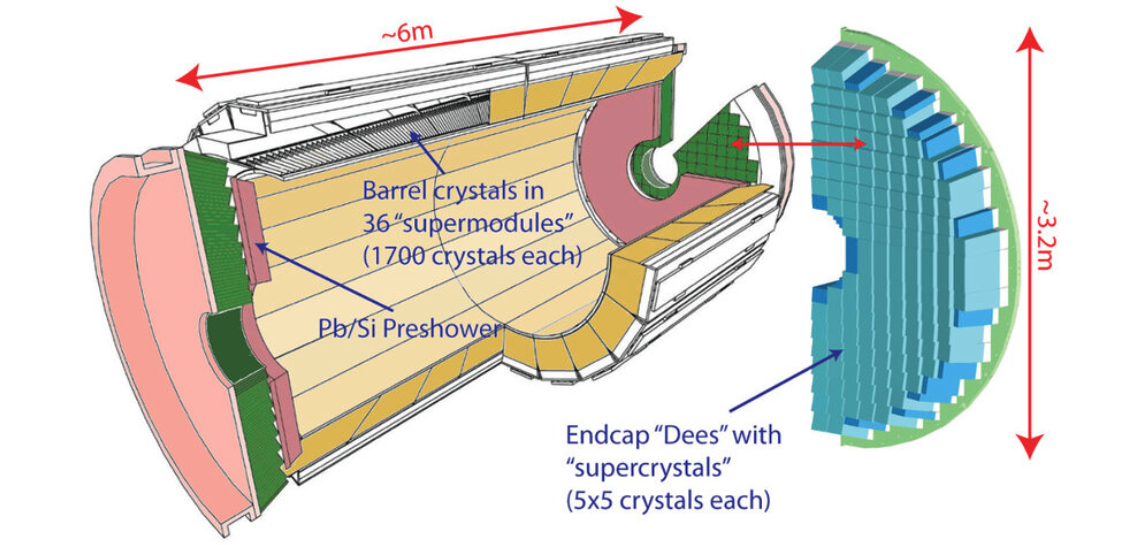 ~6m
Barrel crystals in
36 “supermodules”
(1700 crystals each)
Pb/Si Preshower
~3.2m
Endcap “Dees” with
“supercrystals”
(5x5 crystals each)